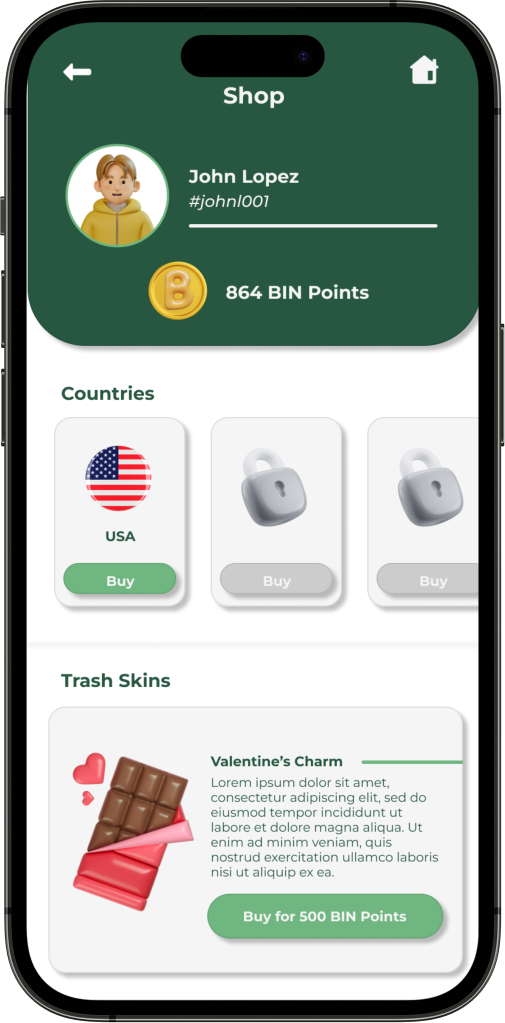 Shop
John Lopez
#johnl001
B
864 BIN Points
Countries
USA
Buy
Buy
Buy
Trash Skins
Valentine’s Charm
Lorem ipsum dolor sit amet,
consectetur adipiscing elit, sed do
eiusmod tempor incididunt ut
labore et dolore magna aliqua. Ut
enim ad minim veniam, quis
nostrud exercitation ullamco laboris
nisi ut aliquip ex ea.
Buy for 500 BIN Points